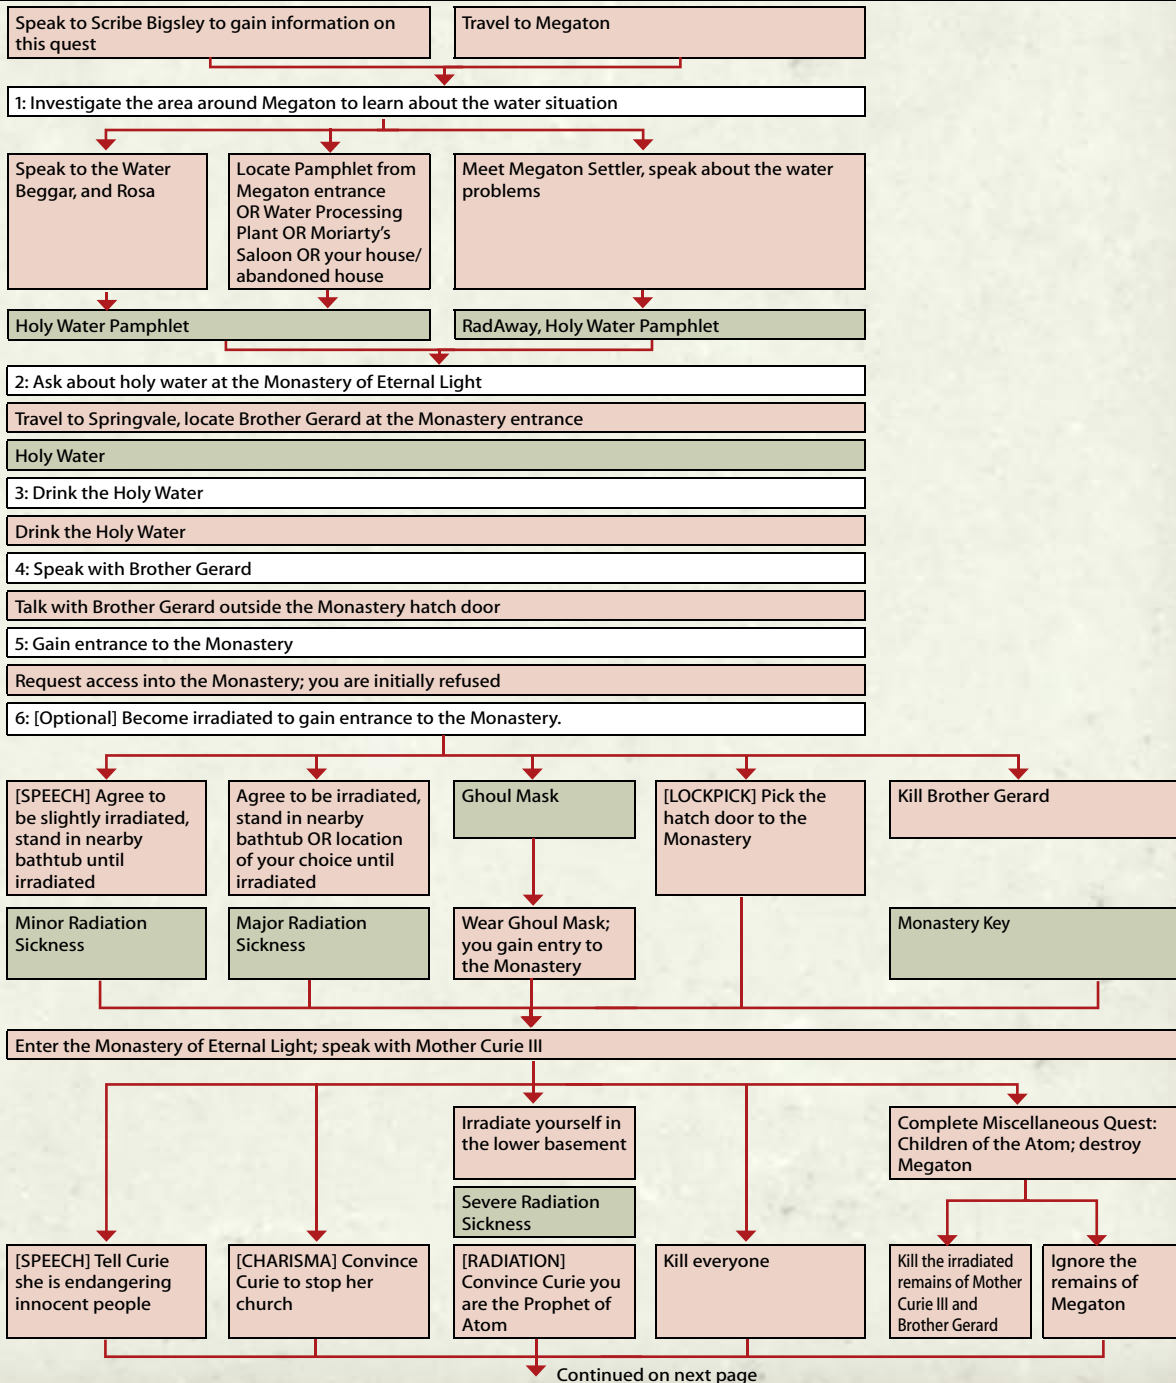 Speak to Scribe Bigsley to gain information on
this quest
Travel to Megaton
1: Investigate the area around Megaton to learn about the water situation
Speak to the Water
Beggar, and Rosa
Locate Pamphlet from
Megaton entrance
OR Water Processing
Plant OR Moriarty's
Saloon OR your house/
abandoned house
Meet Megaton Settler, speak about the water
problems
Holy Water Pamphlet
RadAway, Holy Water Pamphlet
2: Ask about holy water at the Monastery of Eternal Light
Travel to Springvale, locate Brother Gerard at the Monastery entrance
Holy Water
3: Drink the Holy Water
Drink the Holy Water
4: Speak with Brother Gerard
Talk with Brother Gerard outside the Monastery hatch door
5: Gain entrance to the Monastery
Request access into the Monastery; you are initially refused
6: [Optional] Become irradiated to gain entrance to the Monastery.
[SPEECH] Agree to
be slightly irradiated,
stand in nearby
bathtub until
irradiated
Agree to be irradiated,
stand in nearby
bathtub OR location
of your choice until
irradiated
Ghoul Mask
[LOCKPICK] Pick the
hatch door to the
Monastery
Kill Brother Gerard
Minor Radiation
Sickness
Major Radiation
Sickness
Wear Ghoul Mask;
you gain entry to
the Monastery
Monastery Key
Enter the Monastery of Eternal Light; speak with Mother Curie III
Irradiate yourself in
the lower basement
Complete Miscellaneous Quest:
Children of the Atom; destroy
Megaton
Severe Radiation
Sickness
[SPEECH] Tell Curie
she is endangering
innocent people
[CHARISMA] Convince
Curie to stop her
church
[RADIATION]
Convince Curie you
are the Prophet of
Atom
Kill everyone
Kill the irradiated
remains of Mother
Curie III and
Brother Gerard
Ignore the
remains of
Megaton
Continued on next page